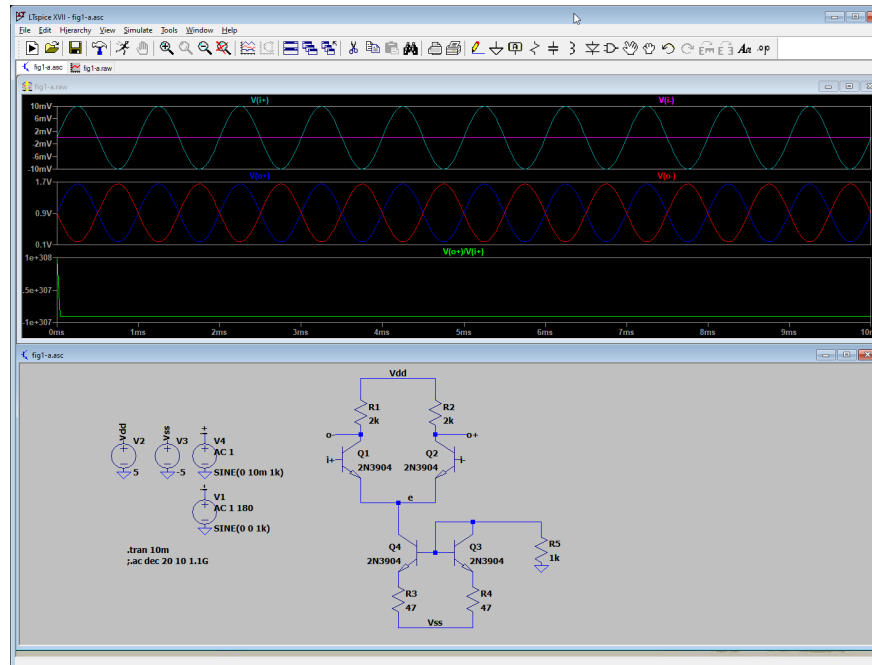 LTspice XVII - fig1-a.asc
File Edit Hierarchy View Simulate Tools Window Help
Aa .op
fig1-a.asc fig1-a.raw
fig1-a.raw
V(i+) V(i-)
10mV
6mV
2mV
-2mV
-6mV
-10mV
V(o+) V(o-)
1.7V
0.9V
0.1V
V(o+)/V(i+)
1e+308
.5e+307
-1e+307
0ms 1ms 2ms 3ms 4ms 5ms 6ms 7ms 8ms 9ms
fig1-a.asc
Vdd
R1
2k
R2
2k
o- o+
i+ Q1 Q2 i-
2N3904 2N3904
Vdd Vss i+
V2 V3 V4
AC 1
5 -5 SINE(0 10m 1k)
i-
V1
AC 1 180
SINE(0 0 1k)
e
Q4 Q3
2N3904 2N3904
R5
1k
.tran 10m
;.ac dec 20 10 1.1G
R3 R4
47 47
Vss